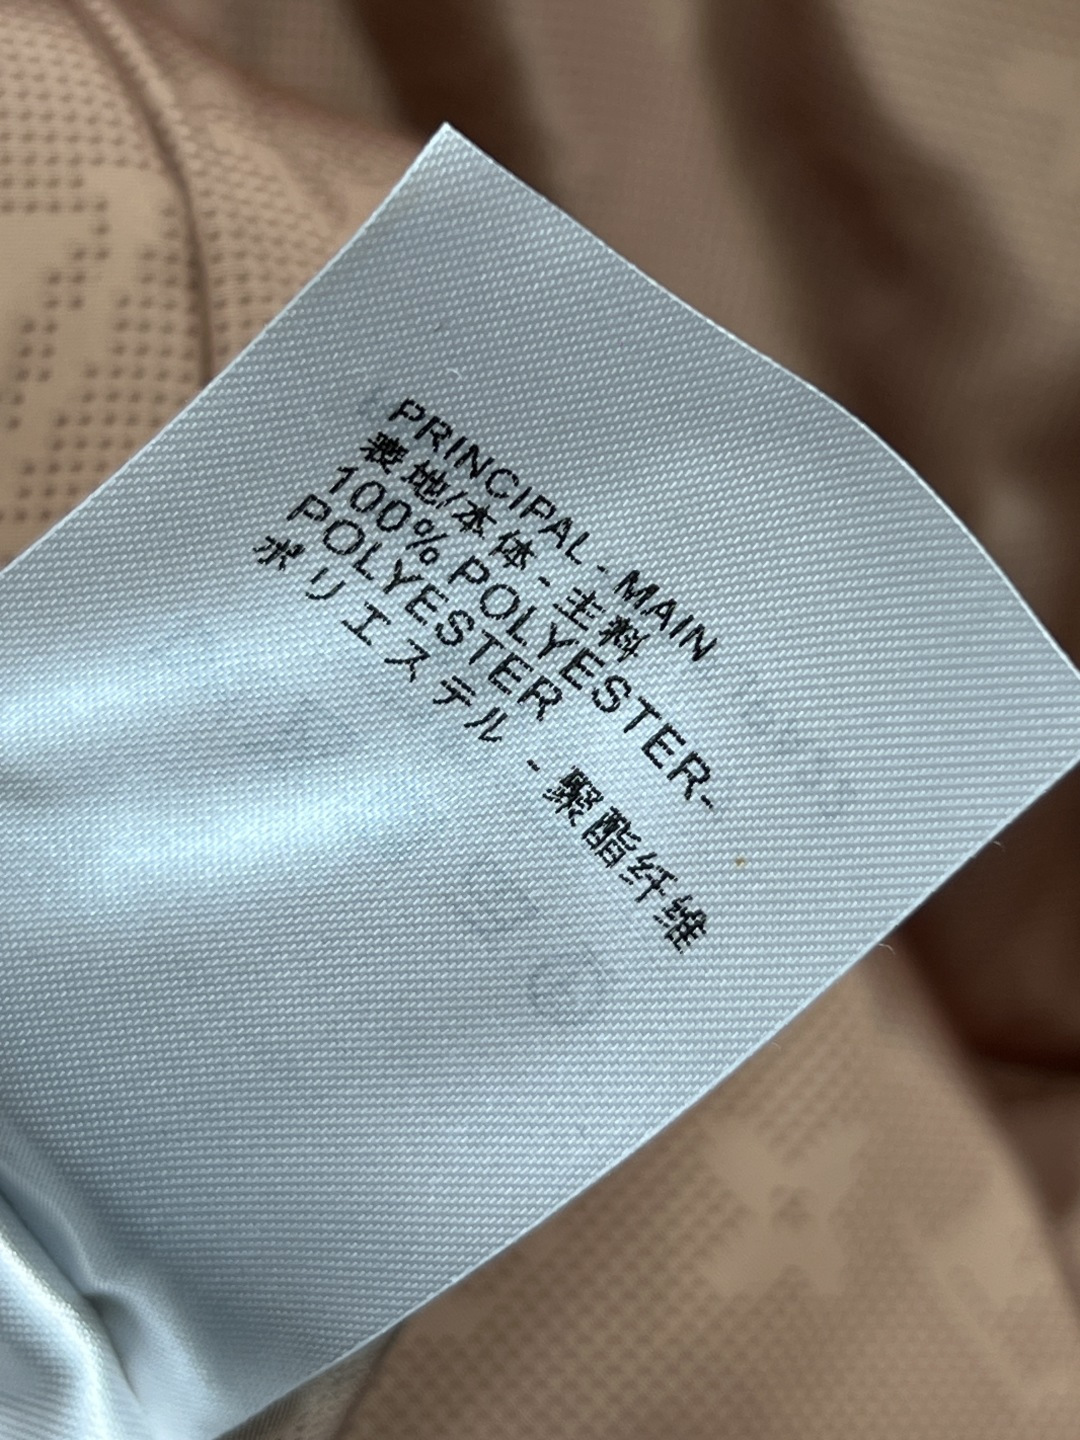 PRINCIPAL - MAIN
表地/本体 - 主料
100% POLYESTER-
POLYESTER
ポリエステル - 聚酯纤维